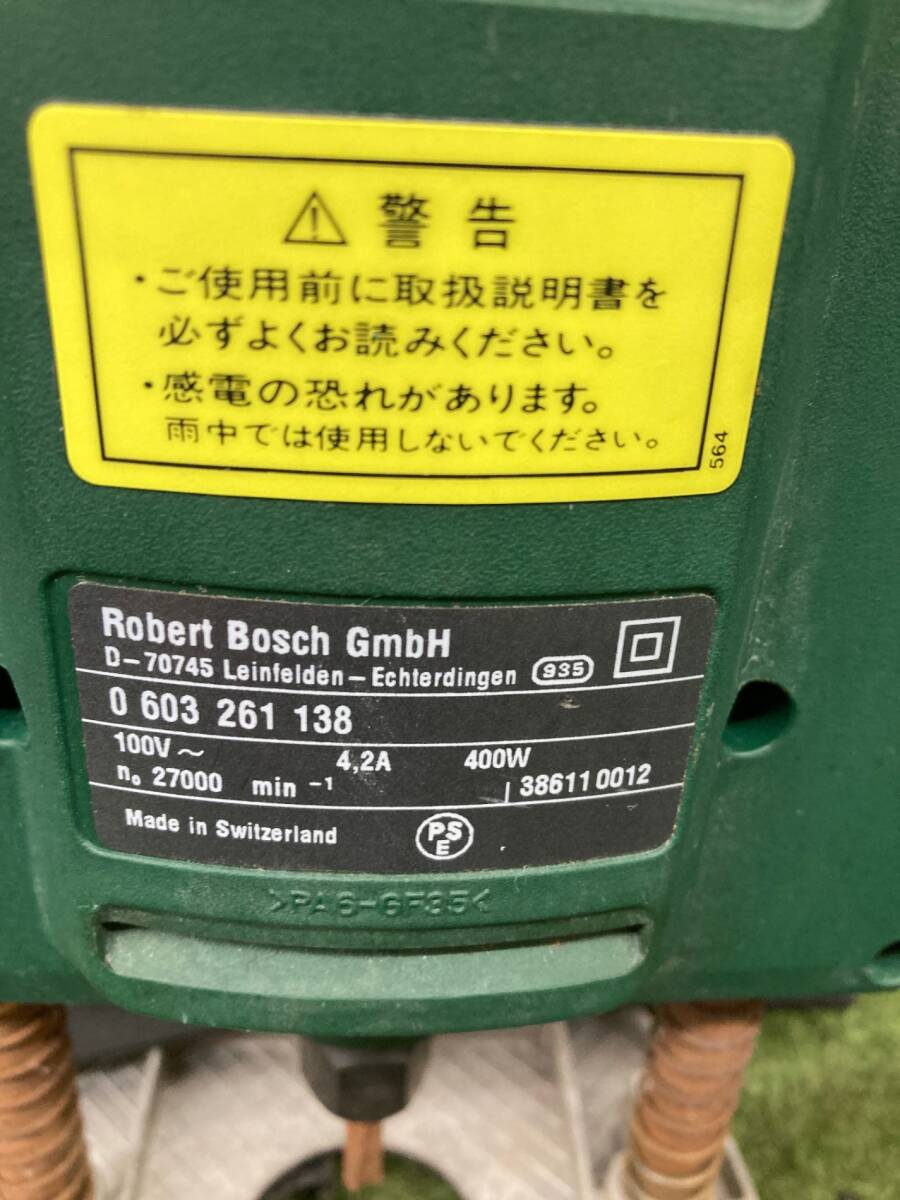 警告
・ご使用前に取扱説明書を
必ずよくお読みください。
・感電の恐れがあります。
雨中では使用しないでください。
564
Robert Bosch GmbH
D-70745 Leinfelden-Echterdingen 935
0 603 261 138
100V～ 4,2A 400W
n₀ 27000 min⁻¹ 386110012
Made in Switzerland PSE
>PA6-GF35<